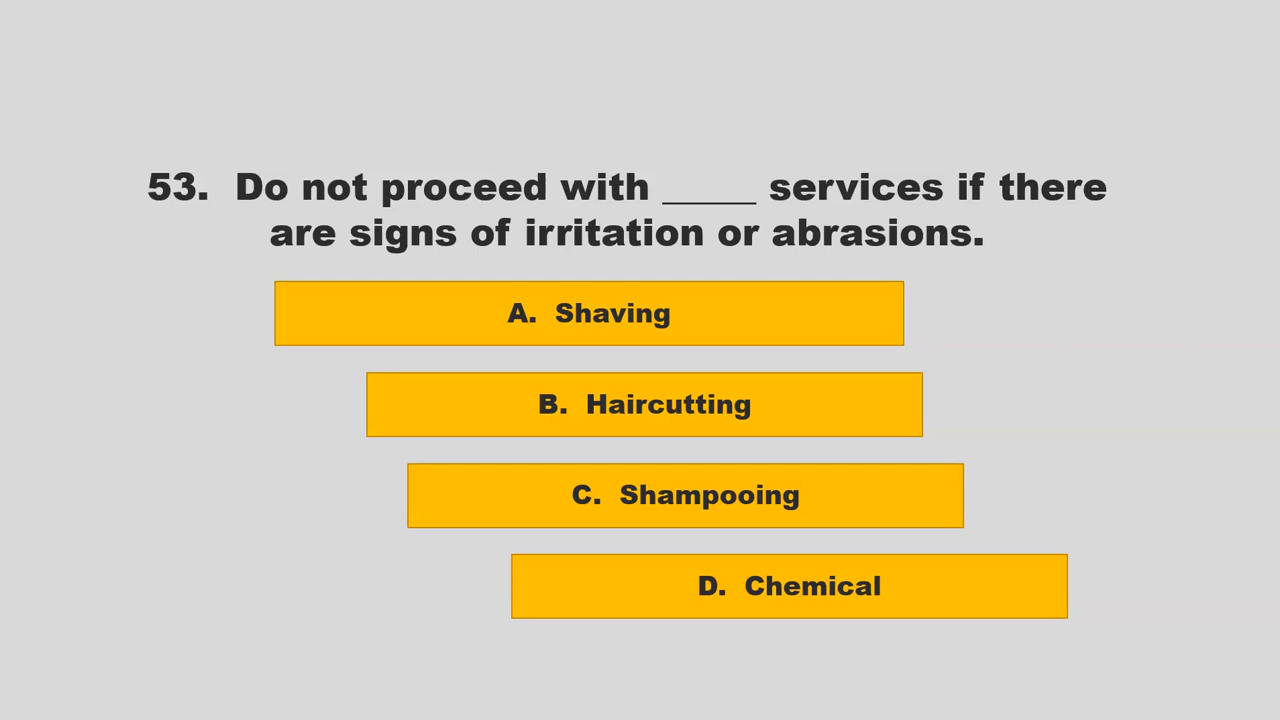 53.  Do not proceed with _____ services if there
are signs of irritation or abrasions.
A.  Shaving
B.  Haircutting
C.  Shampooing
D.  Chemical